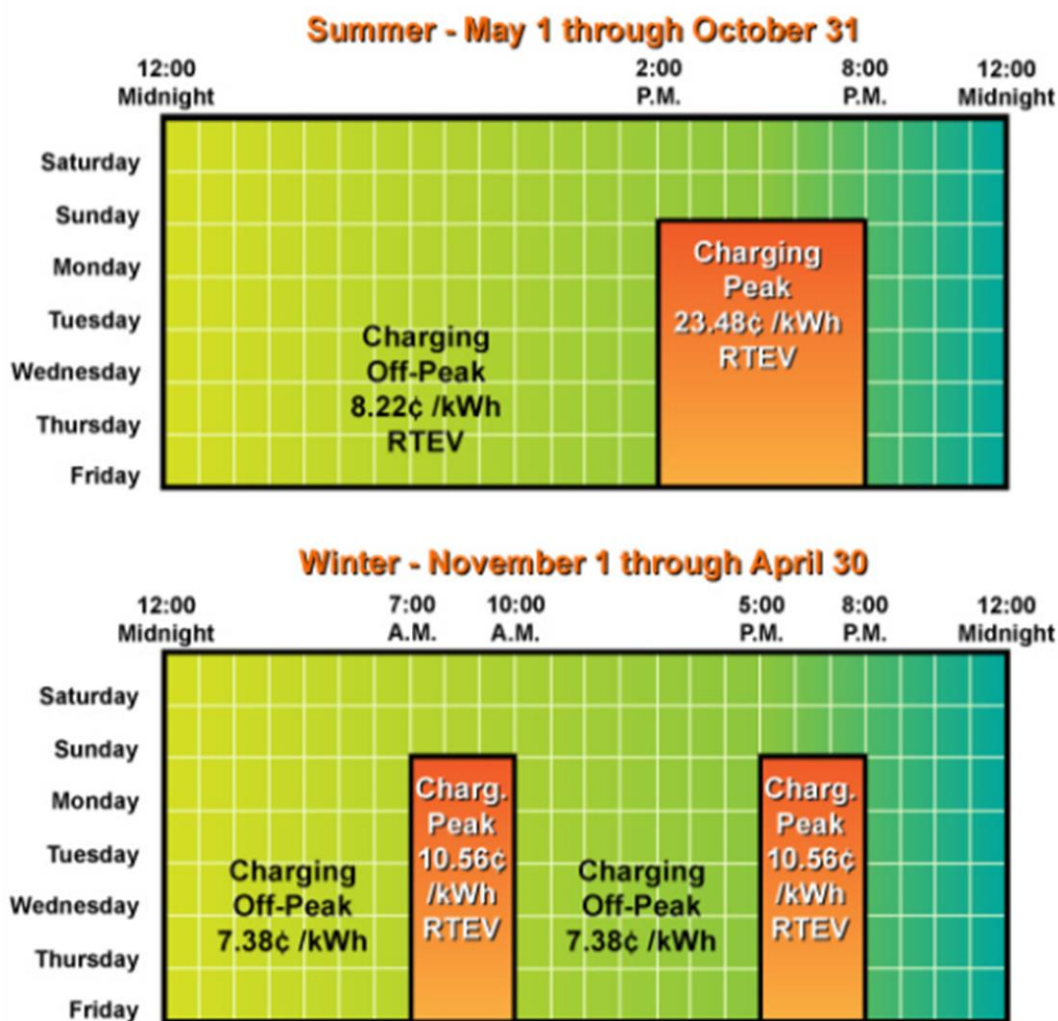 Summer - May 1 through October 31
12:00 2:00 8:00 12:00
Midnight P.M. P.M. Midnight
Saturday
Sunday
Monday
Tuesday
Wednesday
Thursday
Friday
Charging
Off-Peak
8.22¢ /kWh
RTEV
Charging
Peak
23.48¢ /kWh
RTEV
Winter - November 1 through April 30
12:00 7:00 10:00 5:00 8:00 12:00
Midnight A.M. A.M. P.M. P.M. Midnight
Saturday
Sunday
Monday
Tuesday
Wednesday
Thursday
Friday
Charging
Off-Peak
7.38¢ /kWh
Charg.
Peak
10.56¢
/kWh
RTEV
Charging
Off-Peak
7.38¢ /kWh
Charg.
Peak
10.56¢
/kWh
RTEV